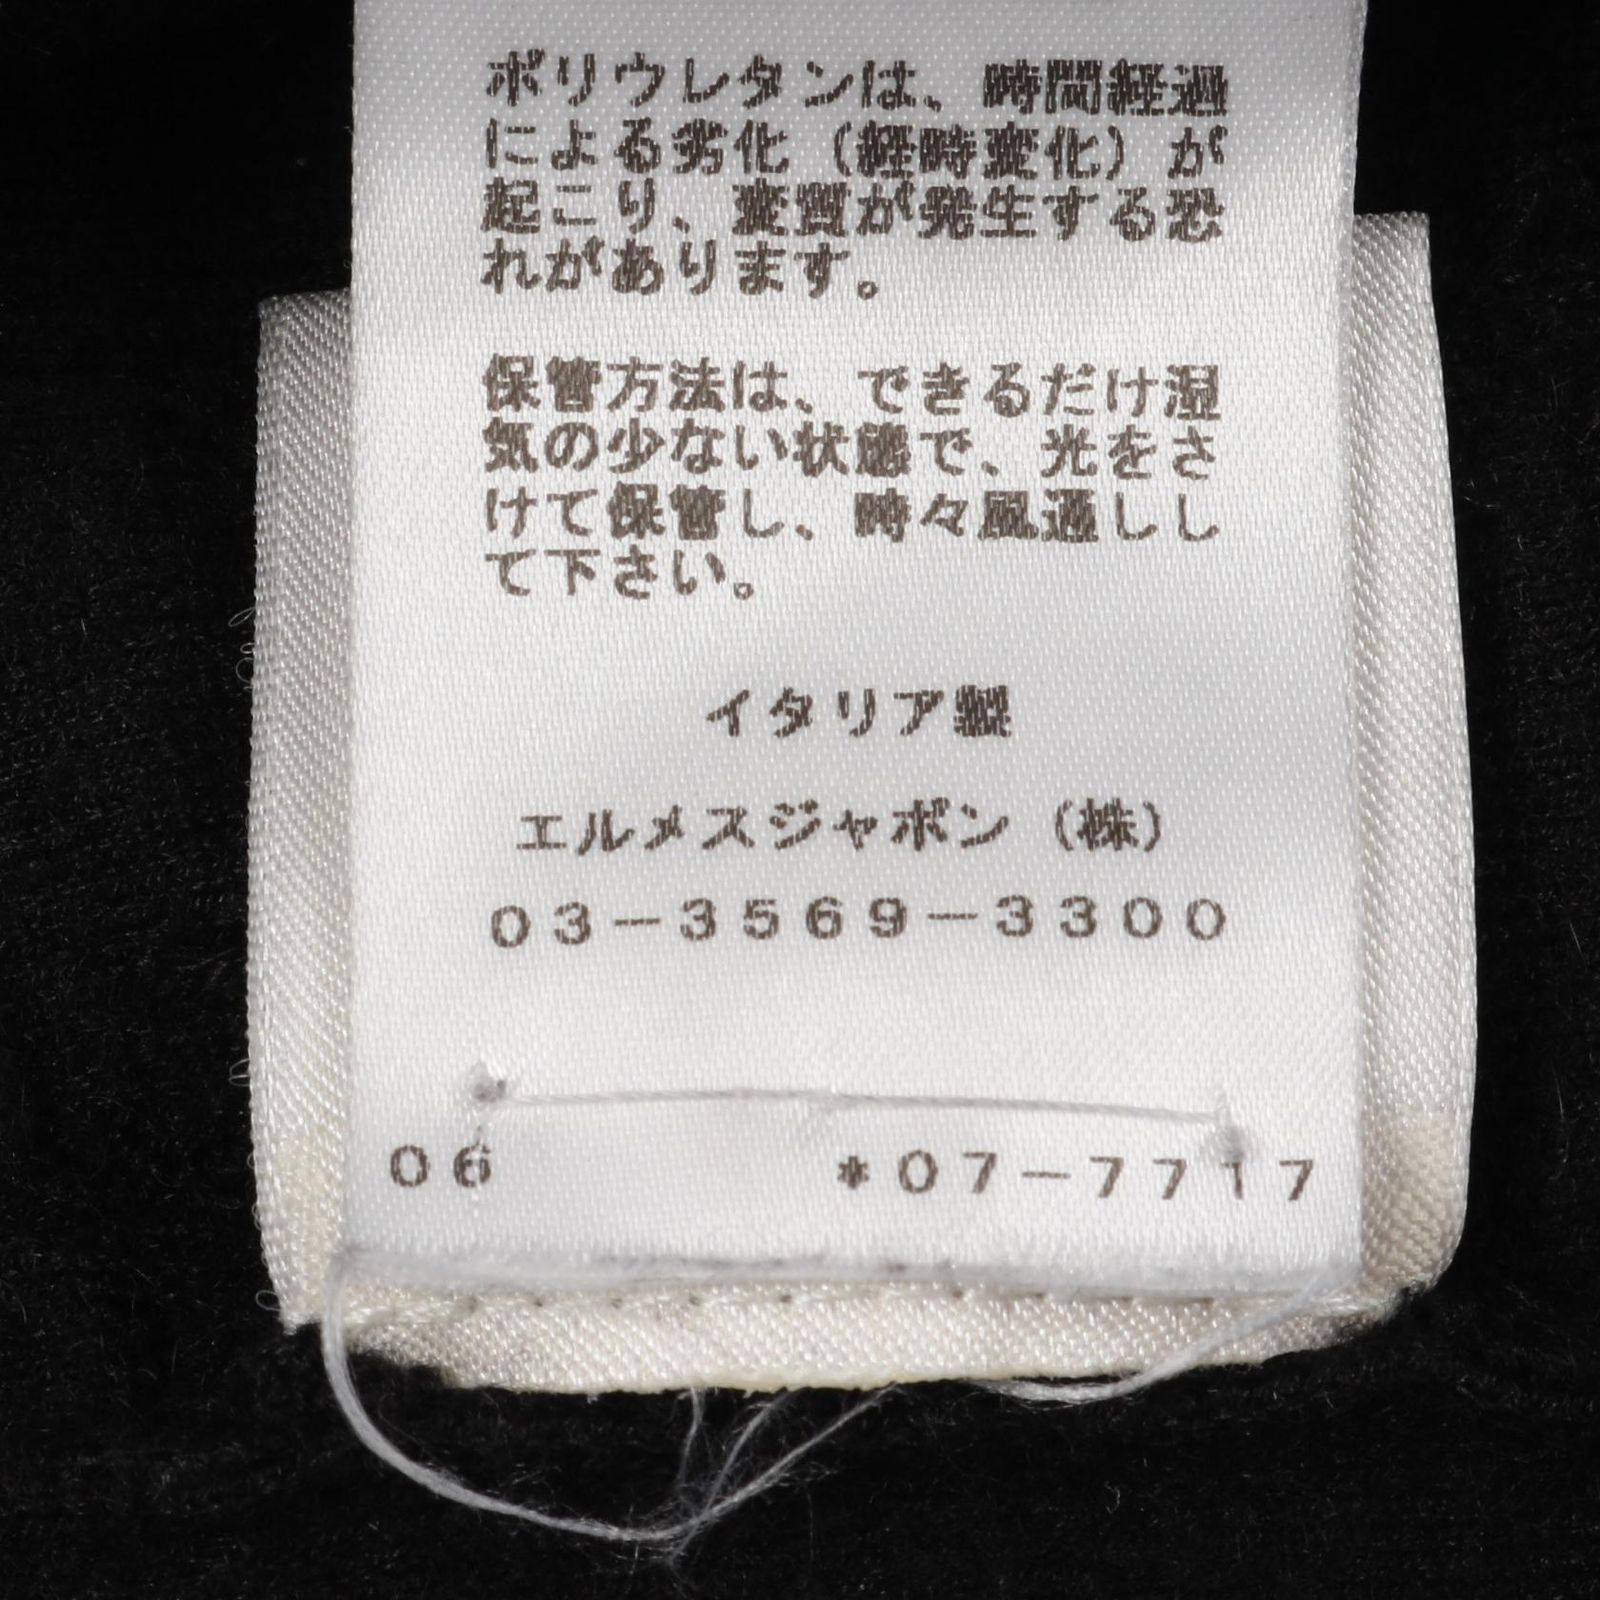 ポリウレタンは、時間経過
による劣化（経時変化）が
起こり、変質が発生する恐
れがあります。
保管方法は、できるだけ湿
気の少ない状態で、光をさ
けて保管し、時々風通しし
て下さい。
イタリア製
エルメスジャポン（株）
03-3569-3300
06 *07-7717